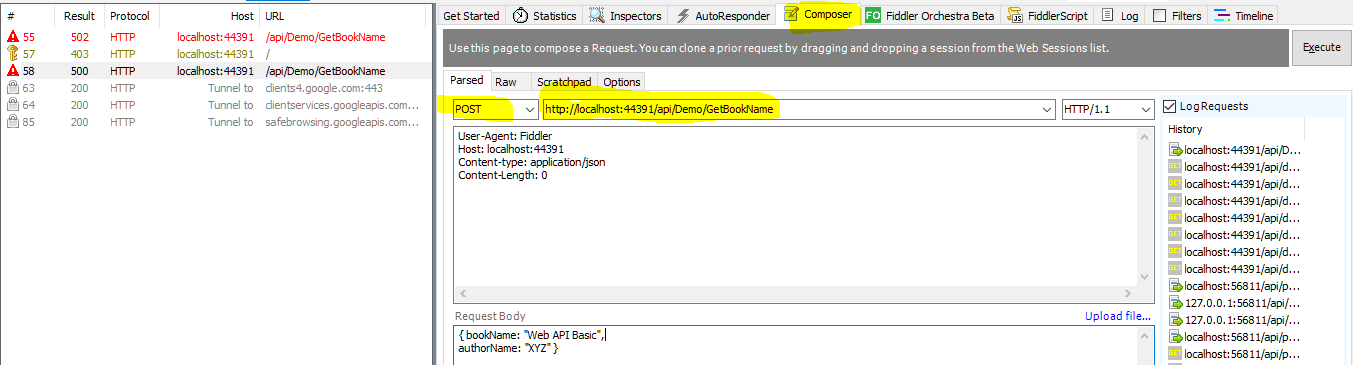 # Result Protocol Host URL
55 502 HTTP localhost:44391 /api/Demo/GetBookName
57 403 HTTP localhost:44391 /
58 500 HTTP localhost:44391 /api/Demo/GetBookName
63 200 HTTP Tunnel to clients4.google.com:443
64 200 HTTP Tunnel to clientservices.googleapis.com...
85 200 HTTP Tunnel to safebrowsing.googleapis.com...
Get Started Statistics Inspectors AutoResponder Composer FO Fiddler Orchestra Beta FiddlerScript Log Filters Timeline
Use this page to compose a Request. You can clone a prior request by dragging and dropping a session from the Web Sessions list. Execute
Parsed Raw Scratchpad Options
POST http://localhost:44391/api/Demo/GetBookName HTTP/1.1
User-Agent: Fiddler
Host: localhost:44391
Content-type: application/json
Content-Length: 0
Request Body Upload file...
{ bookName: "Web API Basic",
authorName: "XYZ" }
Log Requests
History
localhost:44391/api/D...
localhost:44391/api/d...
localhost:44391/api/d...
localhost:44391/api/d...
localhost:44391/api/d...
localhost:44391/api/d...
localhost:44391/api/d...
localhost:44391/api/d...
localhost:56811/api/p...
127.0.0.1:56811/api/...
127.0.0.1:56811/api/...
localhost:56811/api/p...
localhost:56811/api/p...